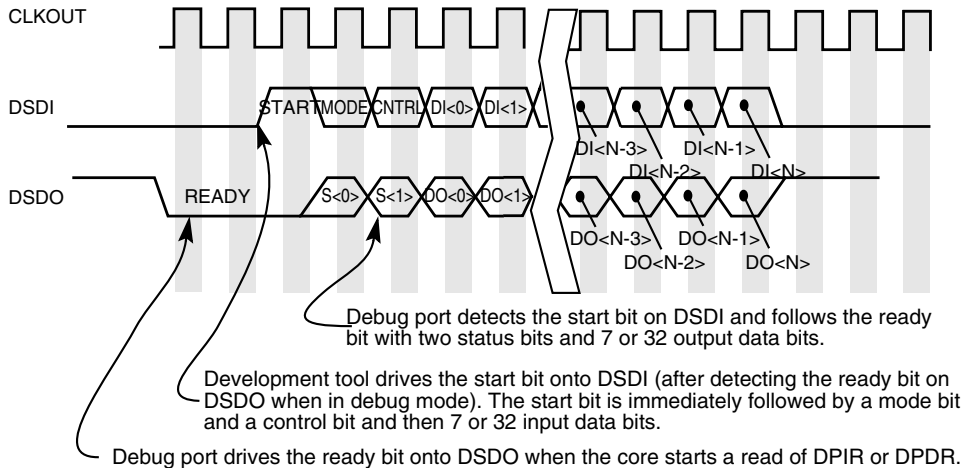 CLKOUT
DSDI
START MODE CNTRL DI<0> DI<1>
DI<N-3> DI<N-1>
DI<N-2> DI<N>
DSDO
READY S<0> S<1> DO<0> DO<1>
DO<N-3> DO<N-1>
DO<N-2> DO<N>
Debug port detects the start bit on DSDI and follows the ready
bit with two status bits and 7 or 32 output data bits.
Development tool drives the start bit onto DSDI (after detecting the ready bit on
DSDO when in debug mode). The start bit is immediately followed by a mode bit
and a control bit and then 7 or 32 input data bits.
Debug port drives the ready bit onto DSDO when the core starts a read of DPIR or DPDR.